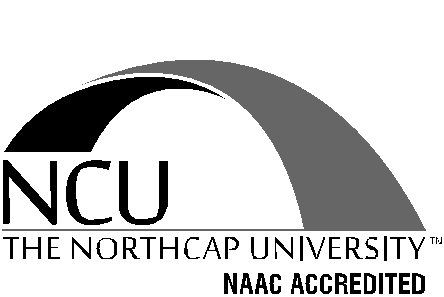 NCU
THE NORTHCAP UNIVERSITY™
NAAC ACCREDITED